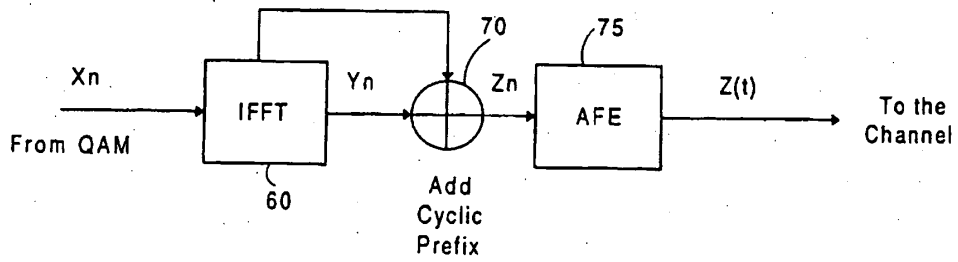 70
75
Xn
IFFT
Yn
Zn
AFE
Z(t)
To the
Channel
From QAM
60
Add
Cyclic
Prefix